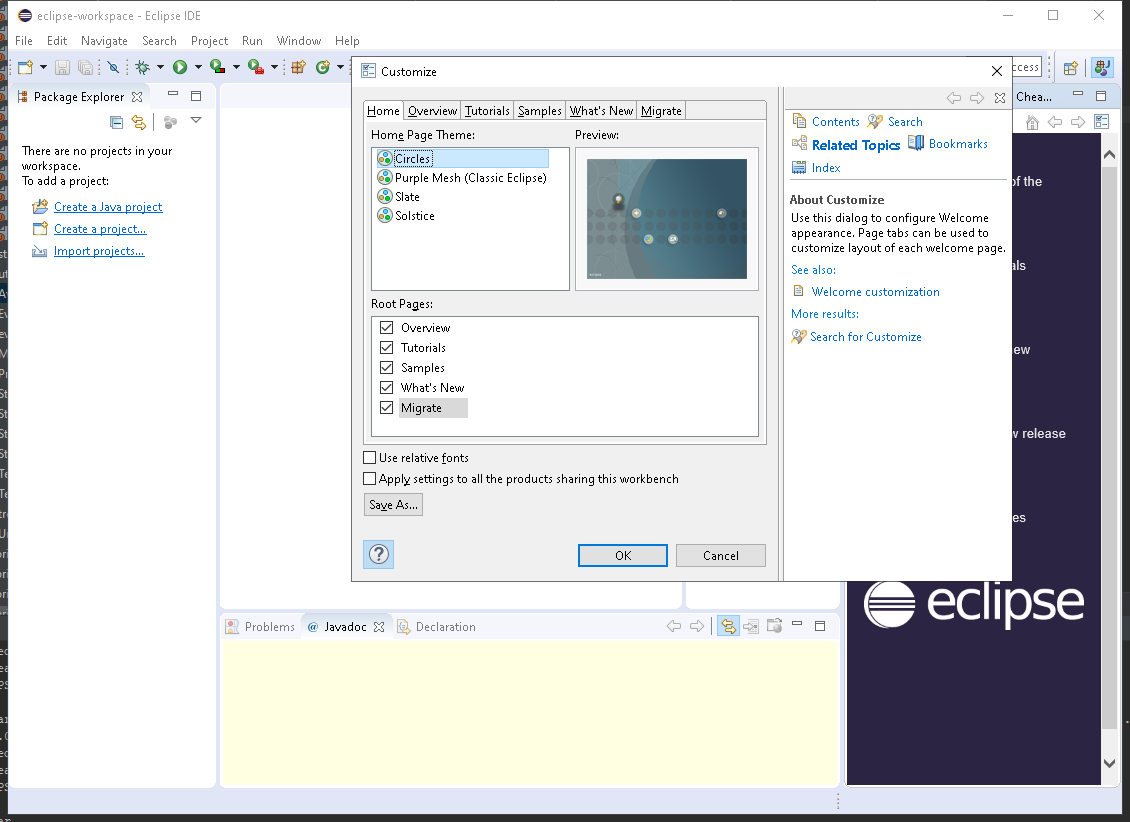 eclipse-workspace - Eclipse IDE
File Edit Navigate Search Project Run Window Help
Package Explorer
There are no projects in your
workspace.
To add a project:
Create a Java project
Create a project...
Import projects...
Customize
Home Overview Tutorials Samples What's New Migrate
Home Page Theme:
Circles
Purple Mesh (Classic Eclipse)
Slate
Solstice
Preview:
Root Pages:
Overview
Tutorials
Samples
What's New
Migrate
Use relative fonts
Apply settings to all the products sharing this workbench
Save As...
?
OK Cancel
Contents Search
Related Topics Bookmarks
Index
About Customize
Use this dialog to configure Welcome
appearance. Page tabs can be used to
customize layout of each welcome page.
See also:
Welcome customization
More results:
Search for Customize
ccess
Chea...
of the
als
ew
w release
es
eclipse
Problems @ Javadoc Declaration